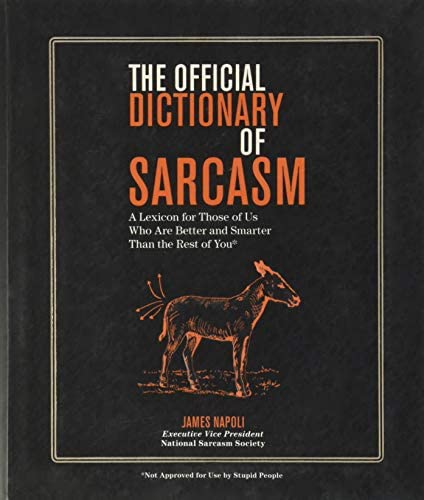 THE OFFICIAL
DICTIONARY
OF
SARCASM
A Lexicon for Those of Us
Who Are Better and Smarter
Than the Rest of You*
JAMES NAPOLI
Executive Vice President
National Sarcasm Society
*Not Approved for Use by Stupid People